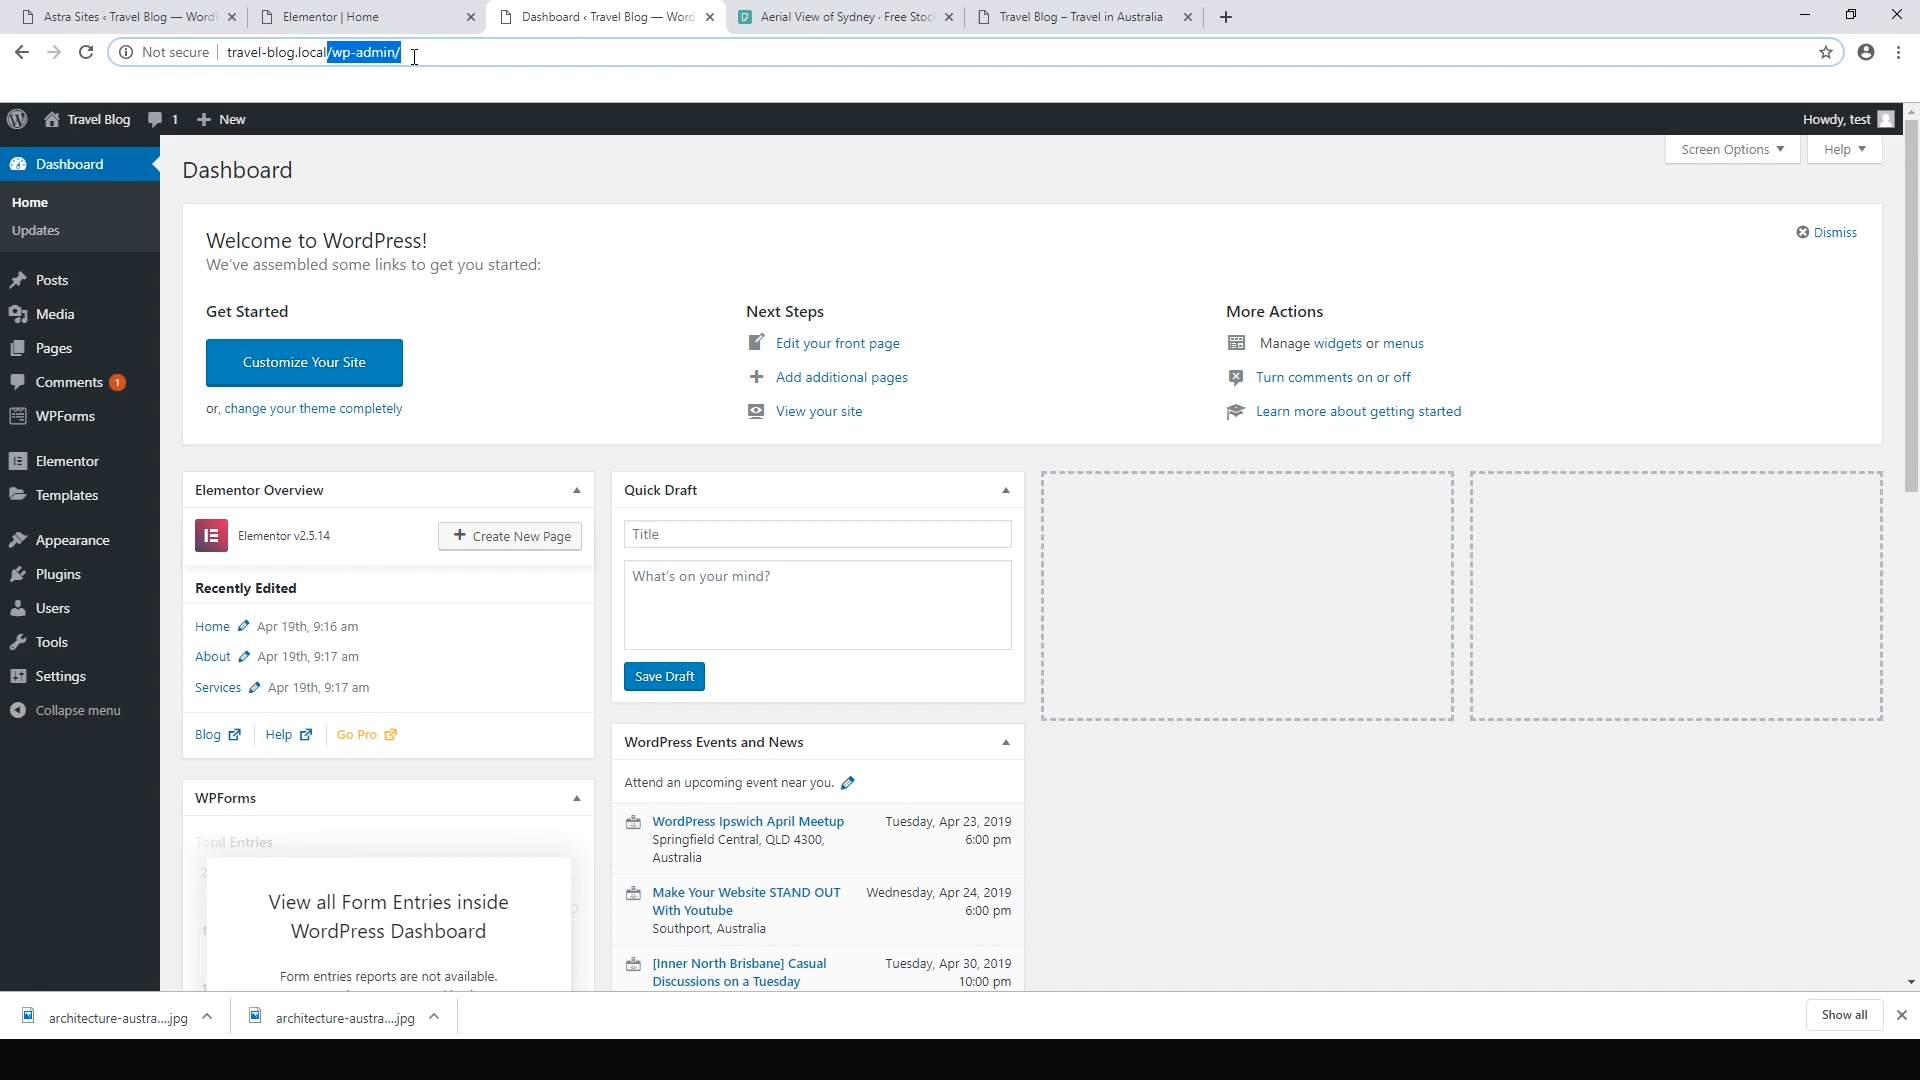 Astra Sites ‹ Travel Blog — Word
Elementor | Home
Dashboard ‹ Travel Blog — Word
Aerial View of Sydney · Free Stoc
Travel Blog – Travel in Australia
Not secure
travel-blog.local/wp-admin/
Travel Blog
1
New
Howdy, test
Dashboard
Home
Updates
Posts
Media
Pages
Comments 1
WPForms
Elementor
Templates
Appearance
Plugins
Users
Tools
Settings
Collapse menu
Dashboard
Screen Options
Help
Welcome to WordPress!
We've assembled some links to get you started:
Dismiss
Get Started
Customize Your Site
or, change your theme completely
Next Steps
Edit your front page
Add additional pages
View your site
More Actions
Manage widgets or menus
Turn comments on or off
Learn more about getting started
Elementor Overview
Elementor v2.5.14
Create New Page
Recently Edited
Home Apr 19th, 9:16 am
About Apr 19th, 9:17 am
Services Apr 19th, 9:17 am
Blog
Help
Go Pro
WPForms
Total Entries
View all Form Entries inside
WordPress Dashboard
Form entries reports are not available.
Quick Draft
Title
What's on your mind?
Save Draft
WordPress Events and News
Attend an upcoming event near you.
WordPress Ipswich April Meetup
Springfield Central, QLD 4300,
Australia
Tuesday, Apr 23, 2019
6:00 pm
Make Your Website STAND OUT
With Youtube
Southport, Australia
Wednesday, Apr 24, 2019
6:00 pm
[Inner North Brisbane] Casual
Discussions on a Tuesday
Tuesday, Apr 30, 2019
10:00 pm
architecture-austra....jpg
architecture-austra....jpg
Show all